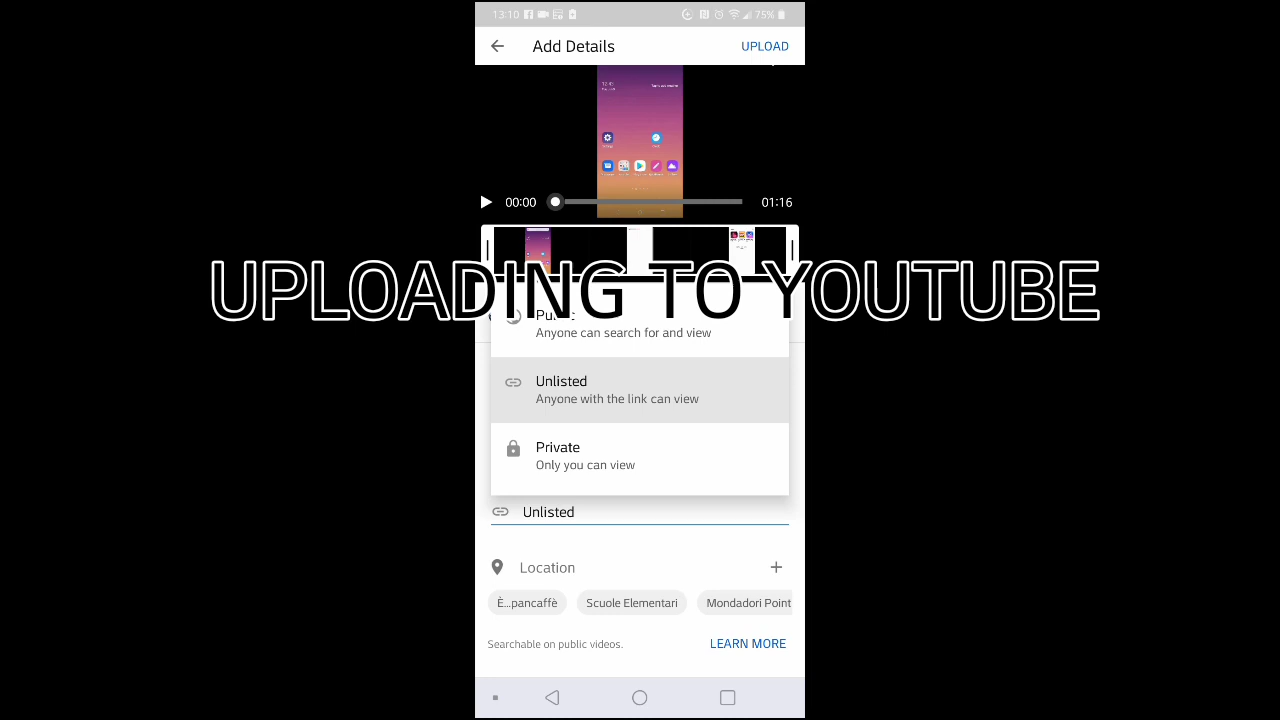 13:10
75%
Add Details
UPLOAD
00:00
01:16
UPLOADING TO YOUTUBE
Public
Anyone can search for and view
Unlisted
Anyone with the link can view
Private
Only you can view
Unlisted
Location
È...pancaffè
Scuole Elementari
Mondadori Point
Searchable on public videos.
LEARN MORE